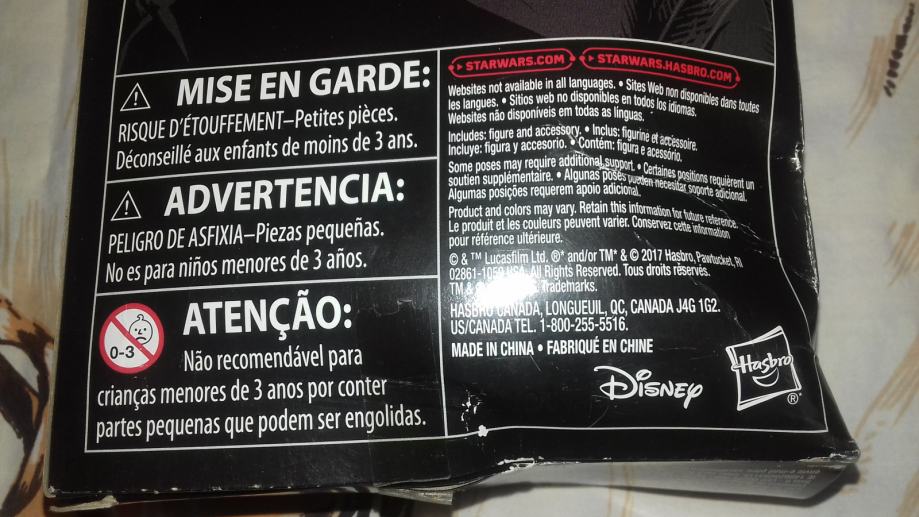 MISE EN GARDE:
RISQUE D'ÉTOUFFEMENT–Petites pièces.
Déconseillé aux enfants de moins de 3 ans.
ADVERTENCIA:
PELIGRO DE ASFIXIA–Piezas pequeñas.
No es para niños menores de 3 años.
0-3
ATENÇÃO:
Não recomendável para
crianças menores de 3 anos por conter
partes pequenas que podem ser engolidas.
STARWARS.COM STARWARS.HASBRO.COM
Websites not available in all languages. • Sites Web non disponibles dans toutes
les langues. • Sitios web no disponibles en todos los idiomas.
Websites não disponíveis em todas as línguas.
Includes: figure and accessory. • Inclus: figurine et accessoire.
Incluye: figura y accesorio. • Contém: figura e acessório.
Some poses may require additional support. • Certaines positions requièrent un
soutien supplémentaire. • Algunas poses pueden necesitar soporte adicional.
Algumas posições requerem apoio adicional.
Product and colors may vary. Retain this information for future reference.
Le produit et les couleurs peuvent varier. Conservez cette information
pour référence ultérieure.
© & ™ Lucasfilm Ltd. ®* and/or TM* & © 2017 Hasbro, Pawtucket, RI
02861-1059 USA. All Rights Reserved. Tous droits réservés.
TM & Trademarks.
HASBRO CANADA, LONGUEUIL, QC, CANADA J4G 1G2.
US/CANADA TEL. 1-800-255-5516.
MADE IN CHINA • FABRIQUÉ EN CHINE
Disney
Hasbro
®